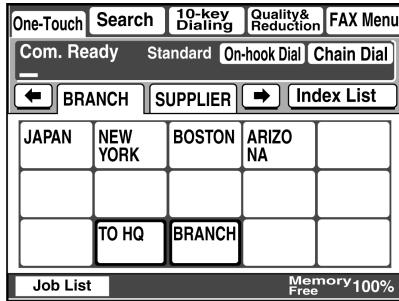 One-Touch Search 10-key Dialing Quality& Reduction FAX Menu
Com. Ready Standard On-hook Dial Chain Dial
BRANCH SUPPLIER Index List
JAPAN NEW YORK BOSTON ARIZO NA
TO HQ BRANCH
Job List Memory Free 100%